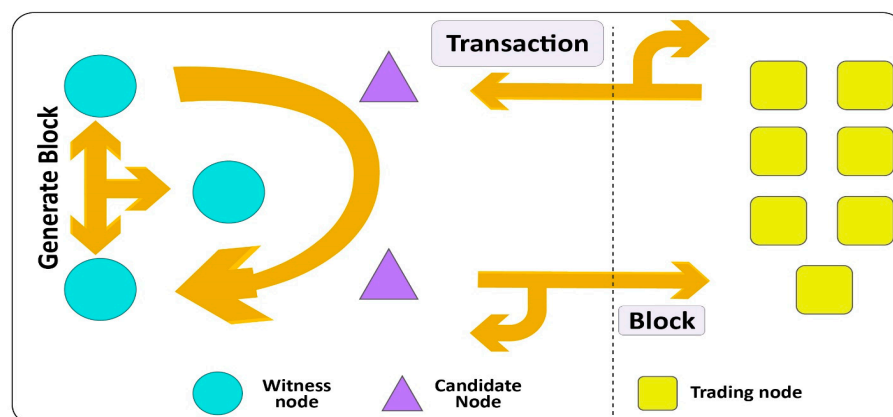 Transaction
Generate Block
Block
Witness
node
Candidate
Node
Trading node